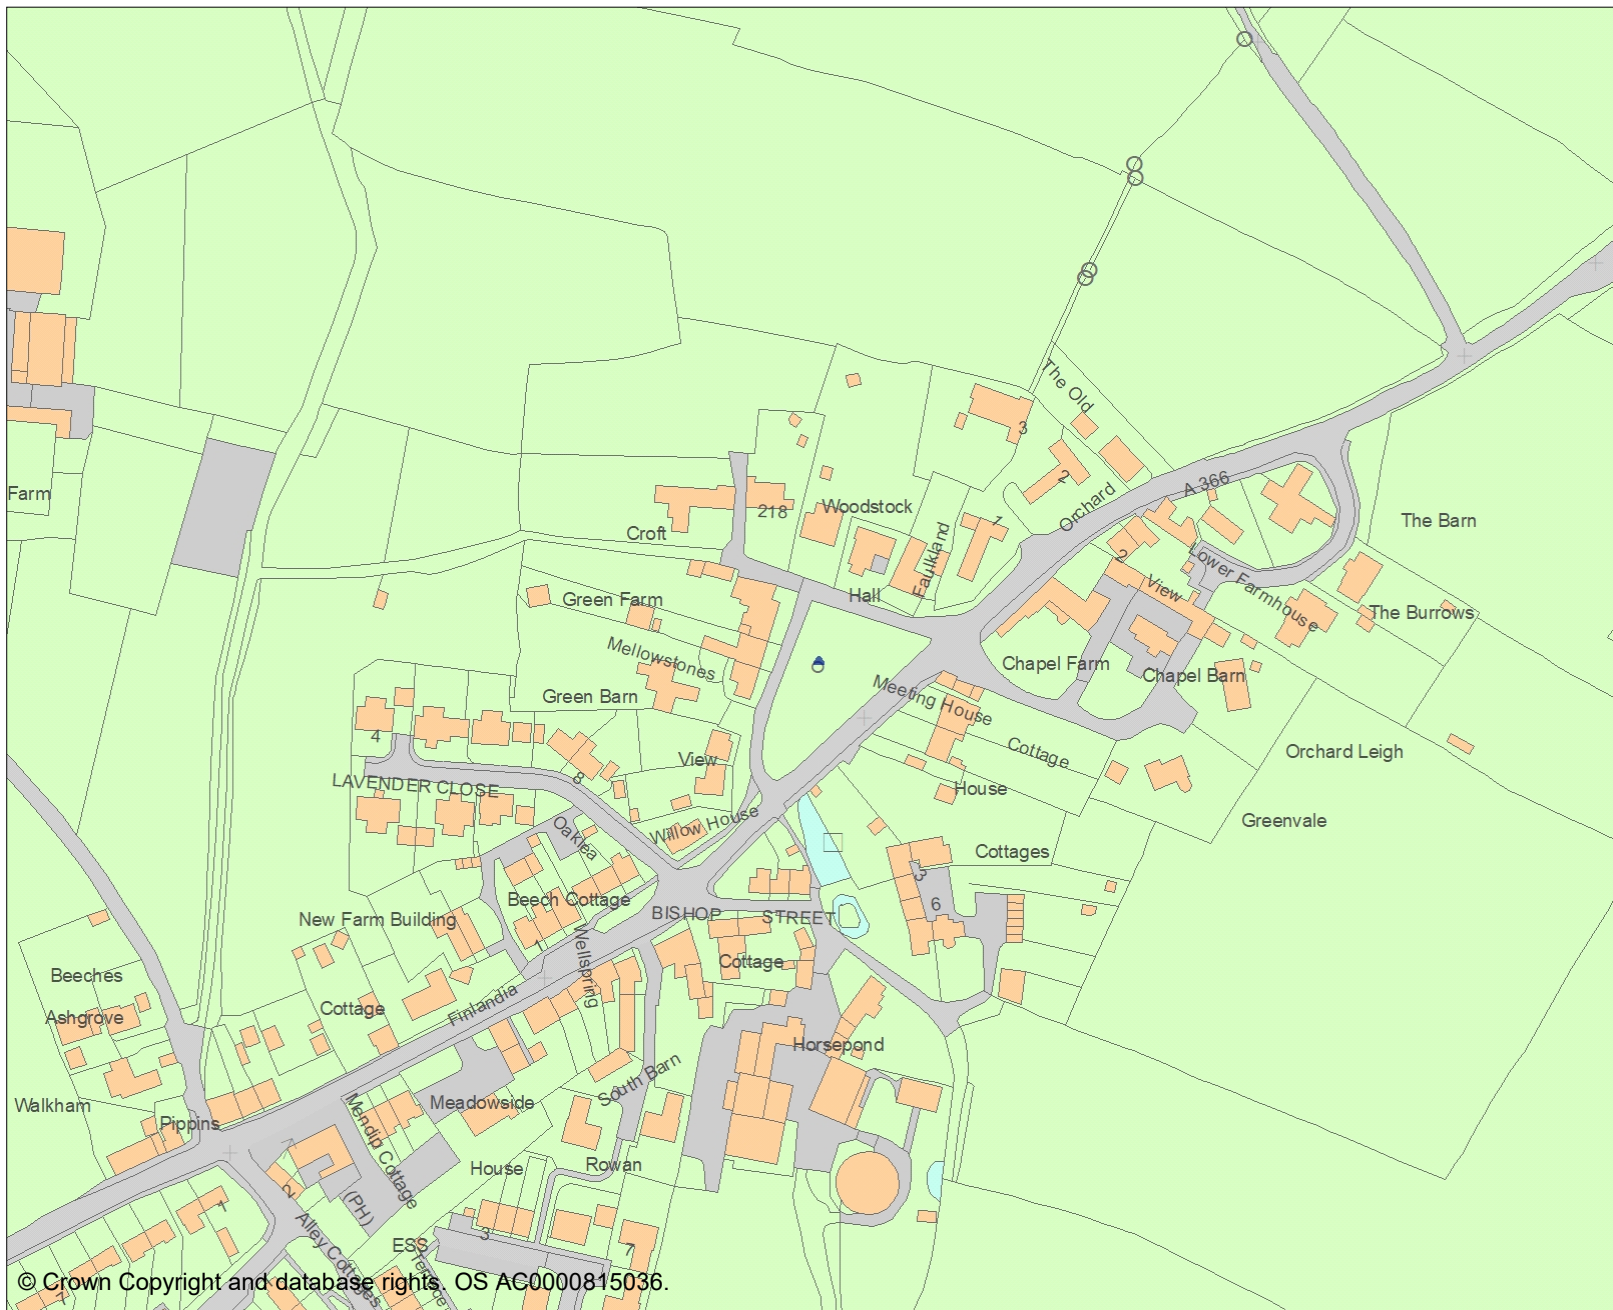 The Old
3
2
A 366
Farm
Woodstock
Orchard
218
1
The Barn
Croft
Faulkland
2
Lower Farmhouse
View
Hall
Green Farm
The Burrows
Mellowstones
Chapel Farm
Chapel Barn
Green Barn
Meeting House
4
Cottage
Orchard Leigh
View
8
LAVENDER CLOSE
House
Willow House
Greenvale
Oaklea
Cottages
3
Beech Cottage
6
New Farm Building
BISHOP STREET
1
Wellspring
Cottage
Beeches
Finlandia
Cottage
Ashgrove
Horsepond
South Barn
Walkham
Meadowside
Pippins
Mendip Cottage
House
Rowan
2
(PH)
1
Alley Cottages
3
ESS
7
Terrace
7
© Crown Copyright and database rights. OS AC0000815036.